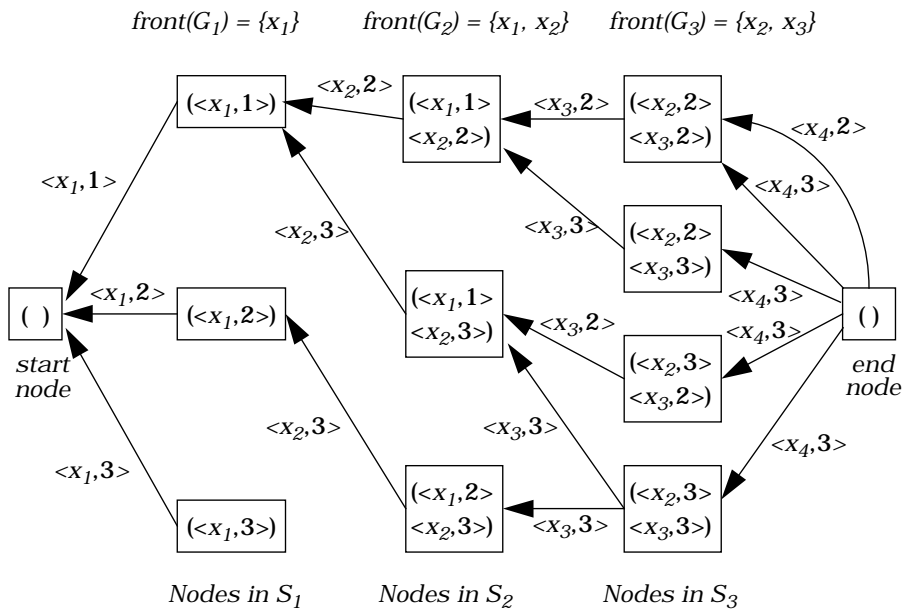 front(G1) = {x1}
front(G2) = {x1, x2}
front(G3) = {x2, x3}
(<x1,1>)
<x2,2>
(<x1,1>
<x2,2>)
<x3,2>
(<x2,2>
<x3,2>)
<x4,2>
<x1,1>
<x4,3>
<x2,3>
<x3,3>
(<x2,2>
<x3,3>)
( )
start
node
<x1,2>
(<x1,2>)
(<x1,1>
<x2,3>)
<x3,2>
<x4,3>
<x4,3>
( )
end
node
(<x2,3>
<x3,2>)
<x1,3>
<x2,3>
<x3,3>
<x4,3>
(<x1,3>)
(<x1,2>
<x2,3>)
<x3,3>
(<x2,3>
<x3,3>)
Nodes in S1
Nodes in S2
Nodes in S3